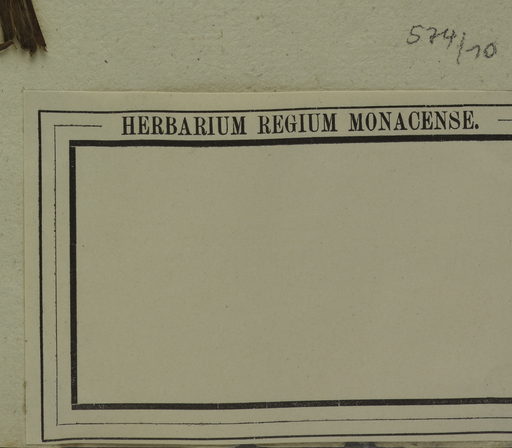 574/10
HERBARIUM REGIUM MONACENSE.